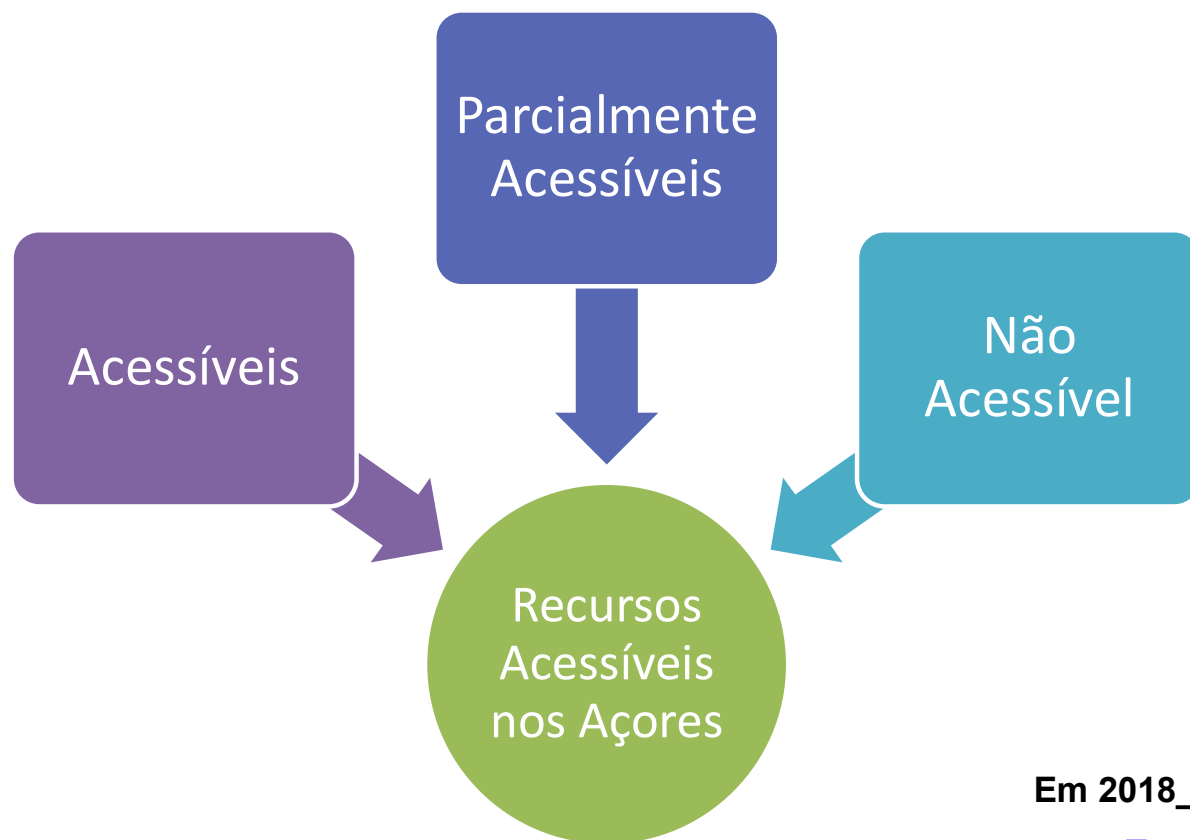 Parcialmente
Acessíveis
Acessíveis
Não
Acessível
Recursos
Acessíveis
nos Açores
Em 2018_